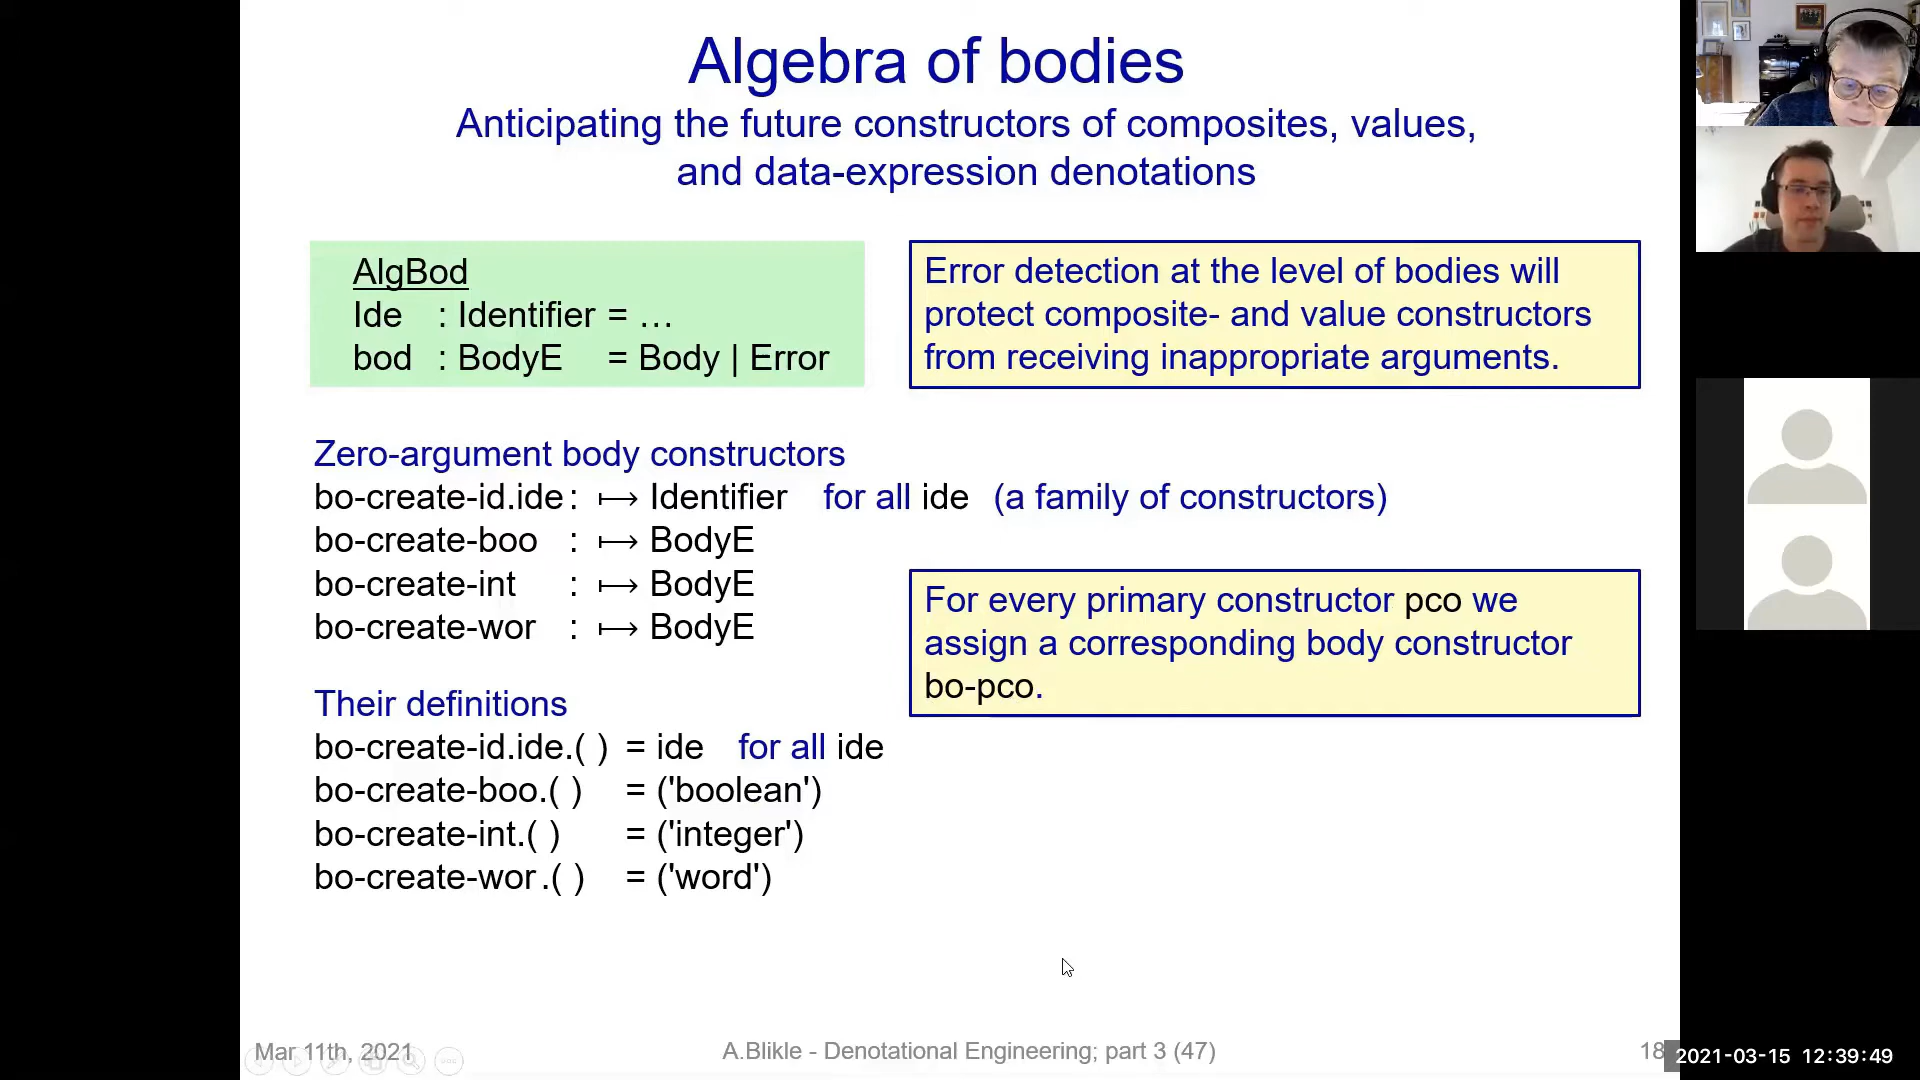 Algebra of bodies
Anticipating the future constructors of composites, values,
and data-expression denotations
AlgBod
Ide : Identifier = …
bod : BodyE = Body | Error
Error detection at the level of bodies will
protect composite- and value constructors
from receiving inappropriate arguments.
Zero-argument body constructors
bo-create-id.ide : ⟼ Identifier for all ide (a family of constructors)
bo-create-boo : ⟼ BodyE
bo-create-int : ⟼ BodyE
bo-create-wor : ⟼ BodyE
For every primary constructor pco we
assign a corresponding body constructor
bo-pco.
Their definitions
bo-create-id.ide.( ) = ide for all ide
bo-create-boo.( ) = ('boolean')
bo-create-int.( ) = ('integer')
bo-create-wor.( ) = ('word')
Mar 11th, 2021
A.Blikle - Denotational Engineering; part 3 (47)
18
2021-03-15 12:39:49